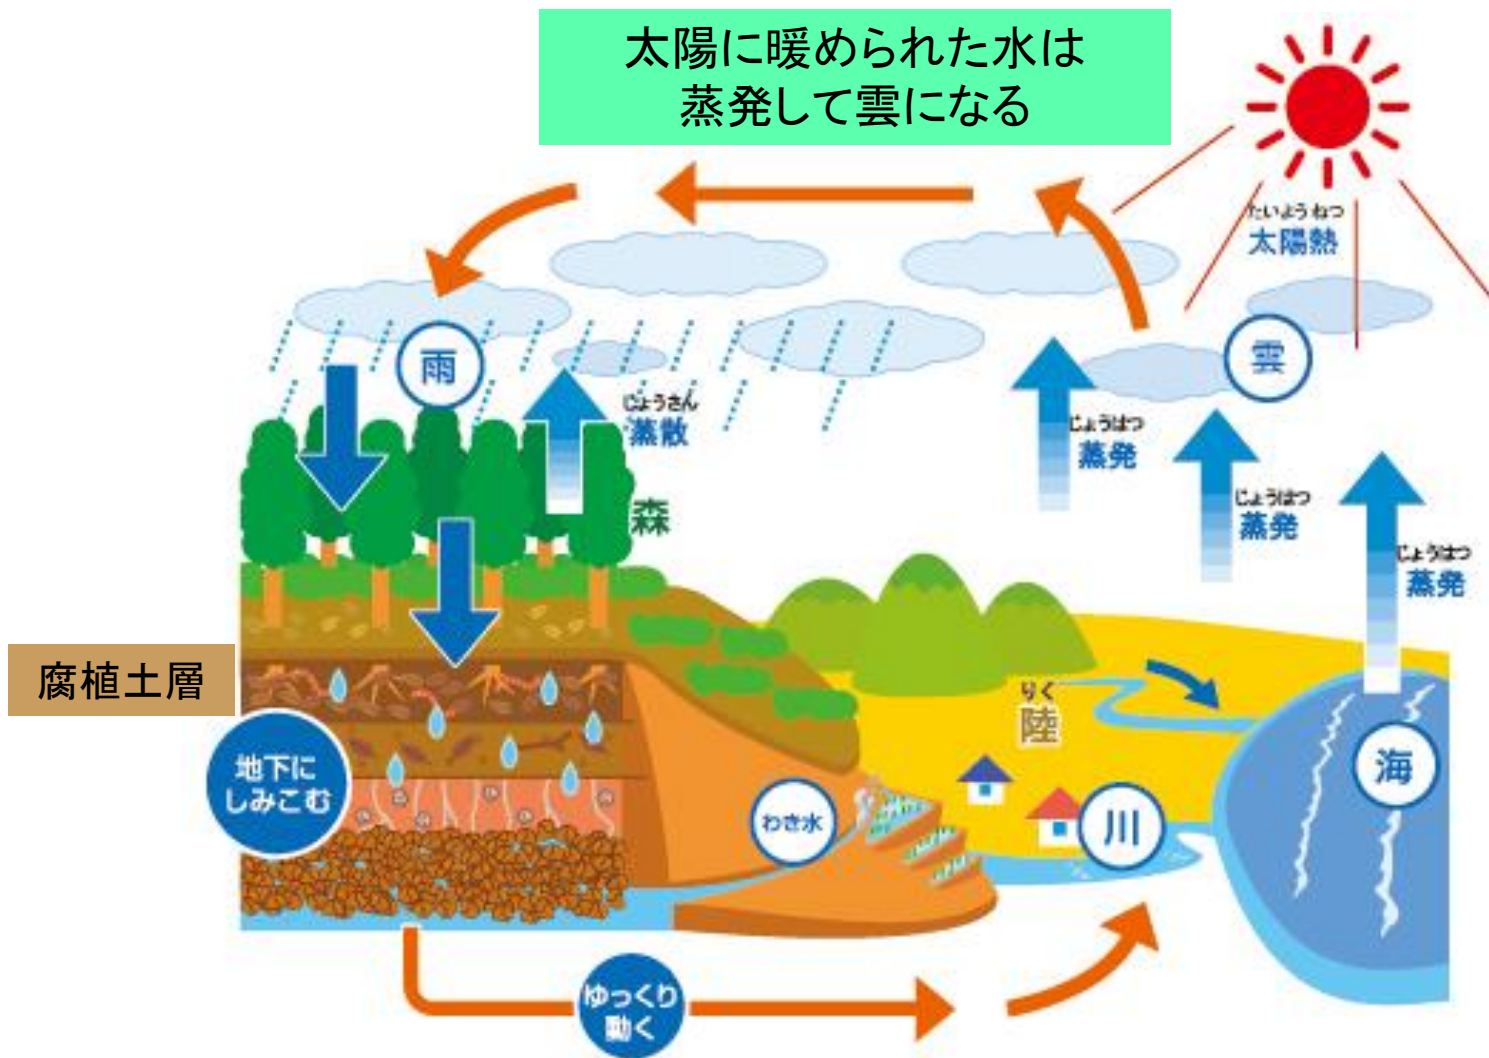 太陽に暖められた水は
蒸発して雲になる
たいようねつ
太陽熱
雨
雲
じょうさん
蒸散
じょうはつ
蒸発
じょうはつ
蒸発
じょうはつ
蒸発
森
腐植土層
りく
陸
地下に
しみこむ
わき水
川
海
ゆっくり
動く